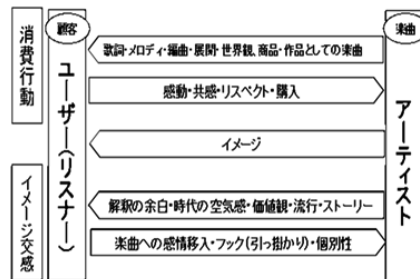 消費行動
顧客
楽曲
歌詞・メロディ・編曲・展開・世界観、商品・作品としての楽曲
感動・共感・リスペクト・購入
イメージ
解釈の余白・時代の空気感・価値観・流行・ストーリー
楽曲への感情移入・フック(引っ掛かり)・個別性
ユーザー(リスナー)
アーティスト
イメージ交感